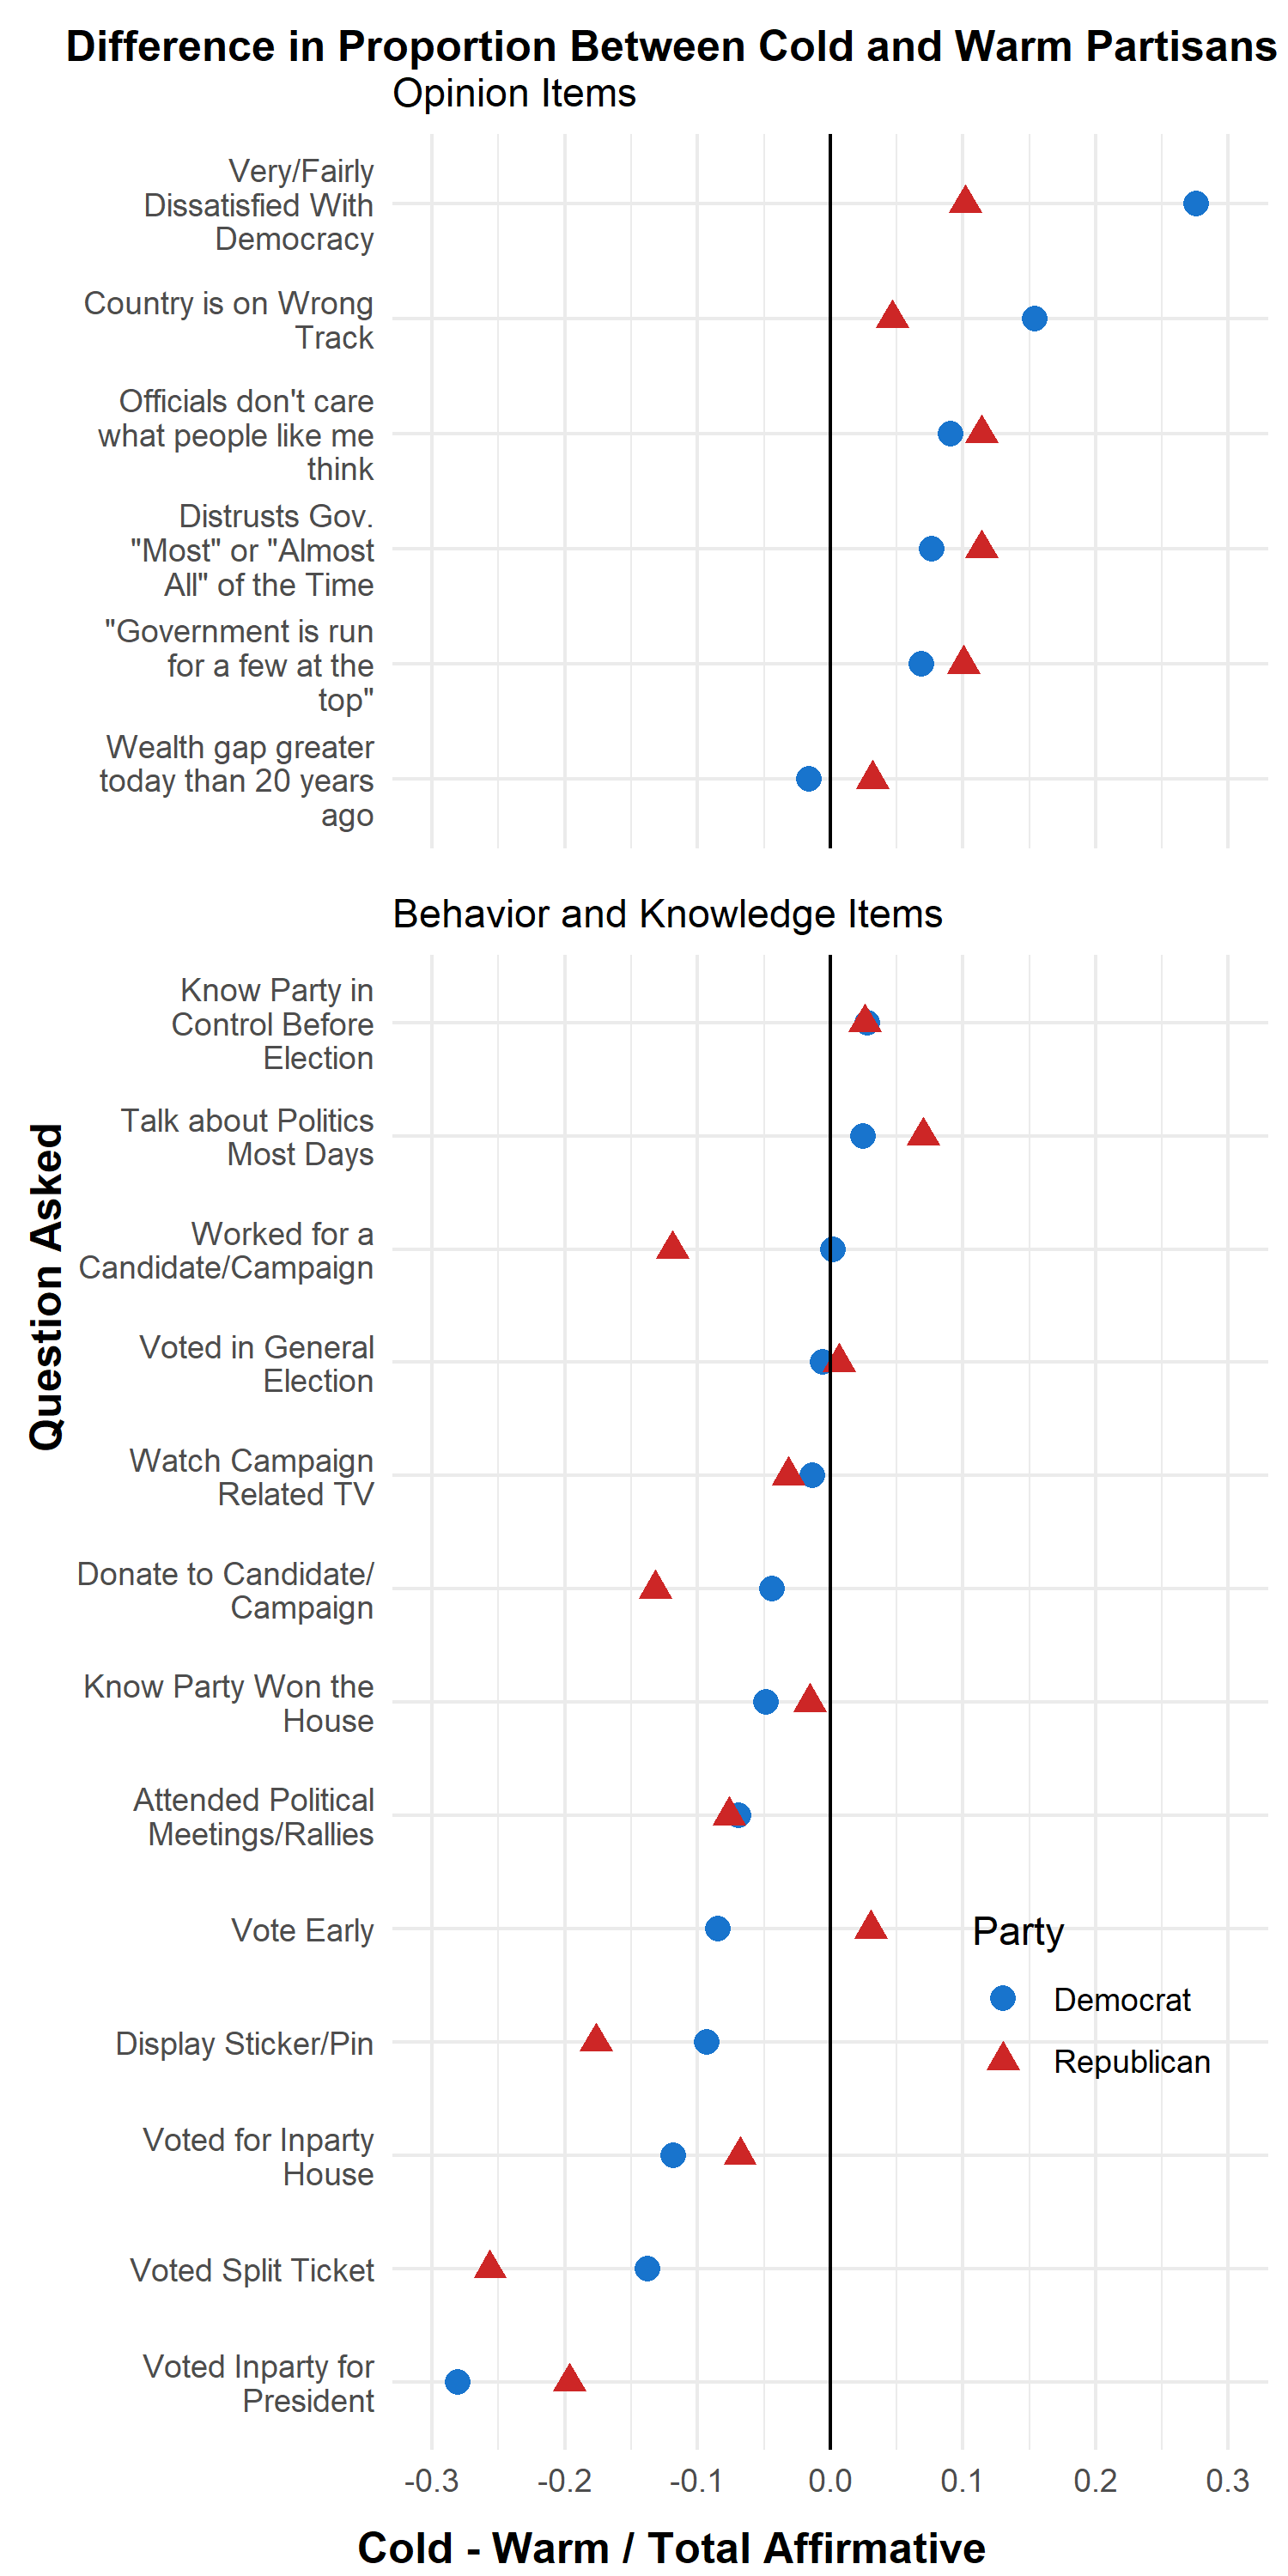 Difference in Proportion Between Cold and Warm Partisans
Opinion Items
Very/Fairly
Dissatisfied With
Democracy
Country is on Wrong
Track
Officials don't care
what people like me
think
Distrusts Gov.
"Most" or "Almost
All" of the Time
"Government is run
for a few at the
top"
Wealth gap greater
today than 20 years
ago
Behavior and Knowledge Items
Question Asked
Know Party in
Control Before
Election
Talk about Politics
Most Days
Worked for a
Candidate/Campaign
Voted in General
Election
Watch Campaign
Related TV
Donate to Candidate/
Campaign
Know Party Won the
House
Attended Political
Meetings/Rallies
Vote Early
Display Sticker/Pin
Voted for Inparty
House
Voted Split Ticket
Voted Inparty for
President
Party
Democrat
Republican
-0.3 -0.2 -0.1 0.0 0.1 0.2 0.3
Cold - Warm / Total Affirmative